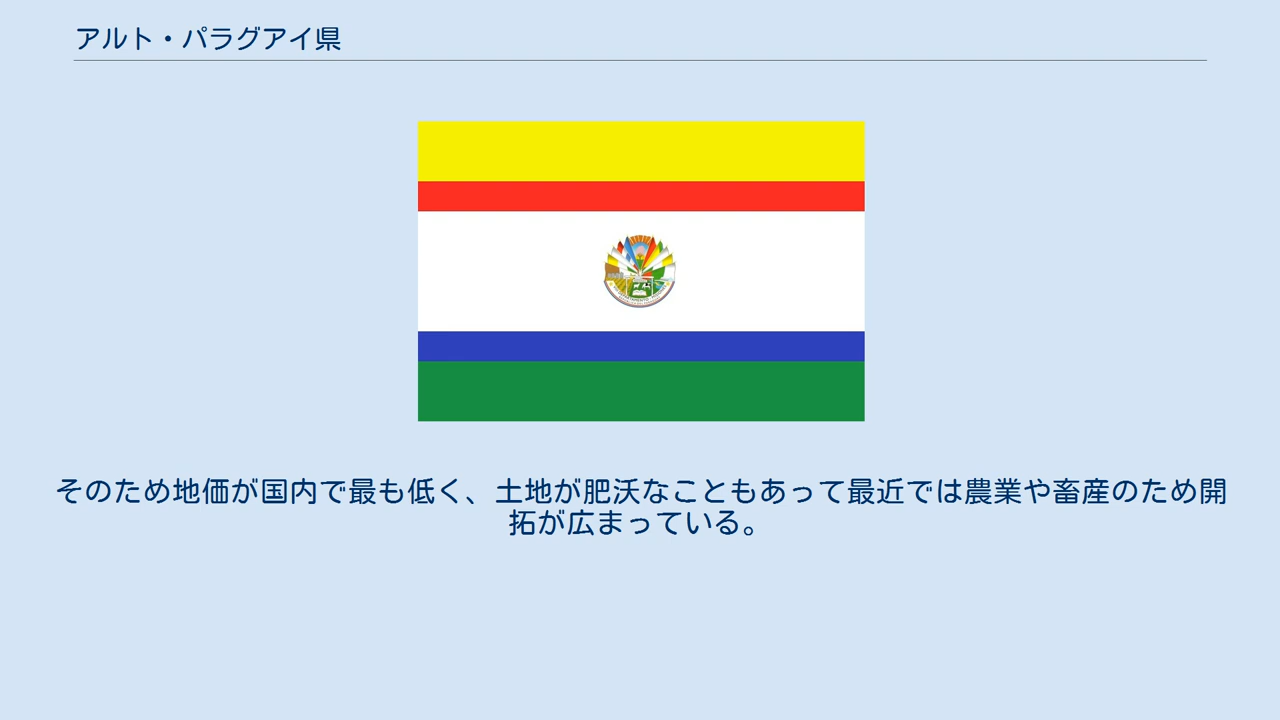 アルト・パラグアイ県
そのため地価が国内で最も低く、土地が肥沃なこともあって最近では農業や畜産のため開
拓が広まっている。